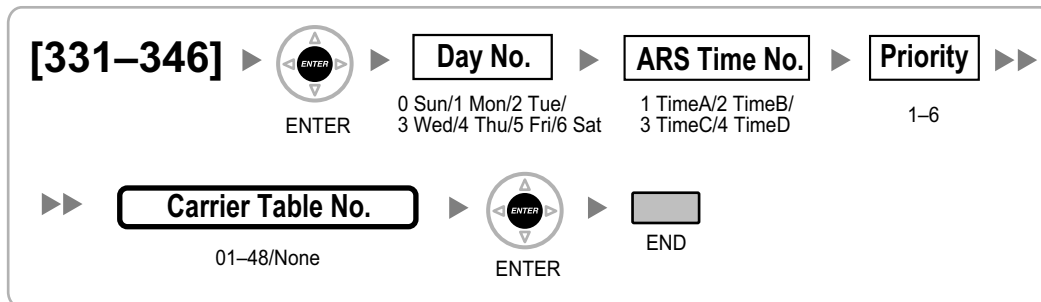 [331–346]
ENTER
ENTER
Day No.
0 Sun/1 Mon/2 Tue/
3 Wed/4 Thu/5 Fri/6 Sat
ARS Time No.
1 TimeA/2 TimeB/
3 TimeC/4 TimeD
Priority
1–6
Carrier Table No.
01–48/None
ENTER
ENTER
END